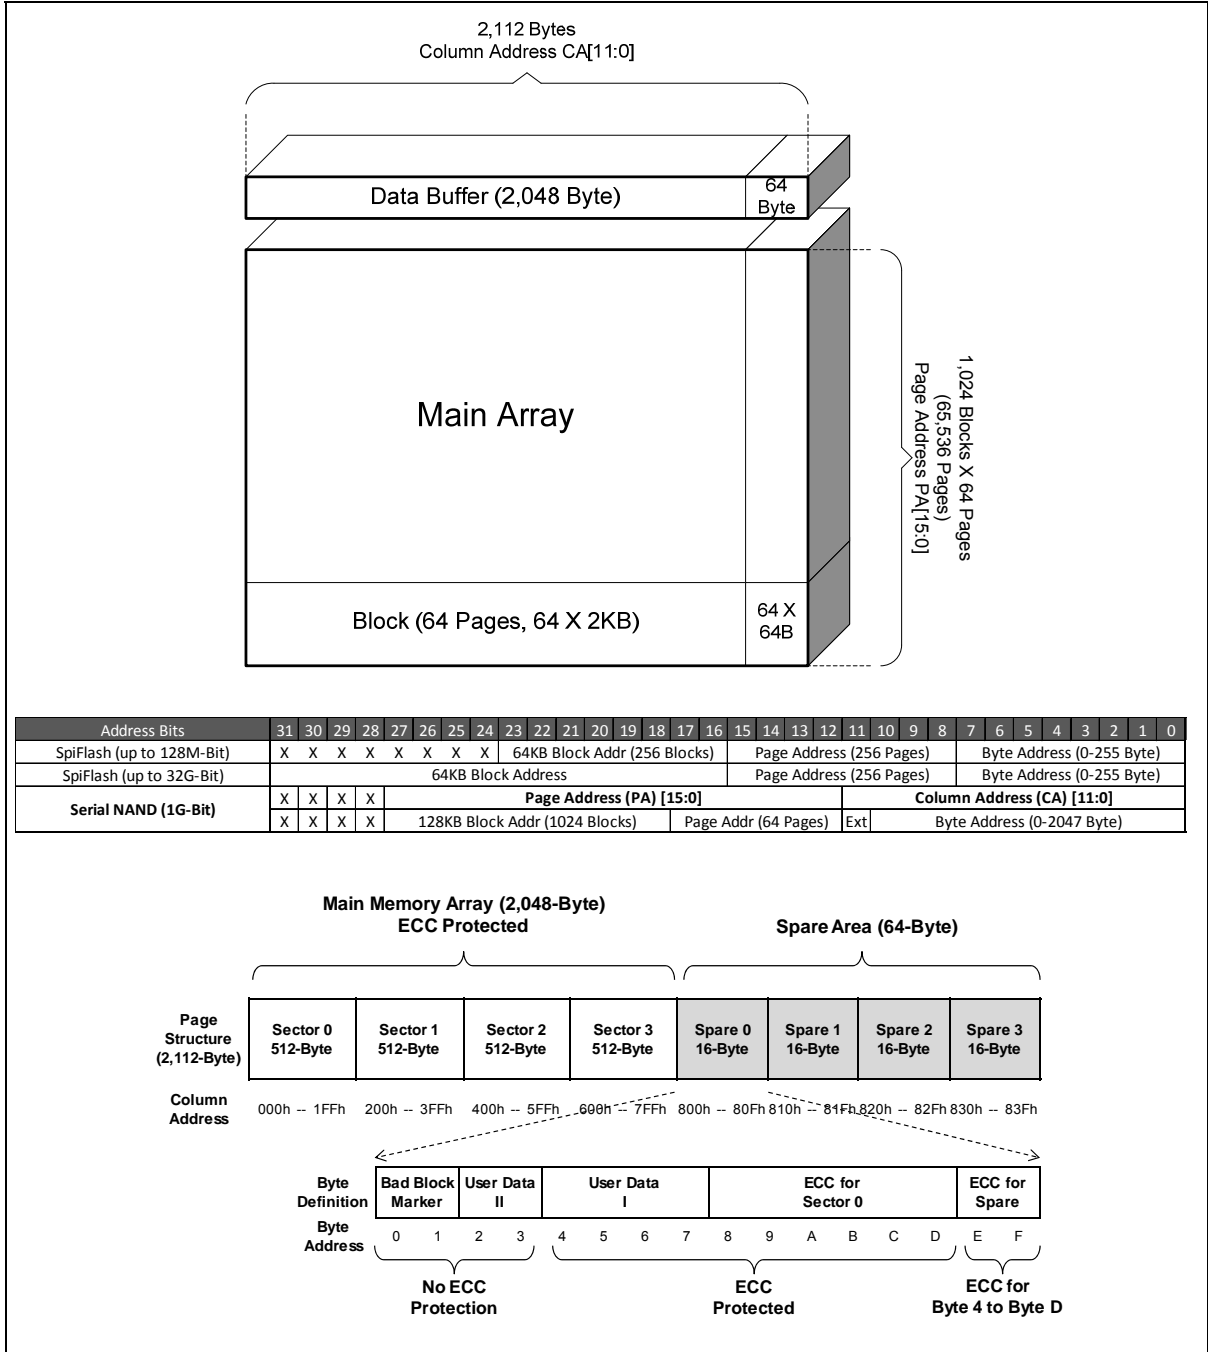 2,112 Bytes
Column Address CA[11:0]
Data Buffer (2,048 Byte)
64
Byte
Main Array
1,024 Blocks X 64 Pages
(65,536 Pages)
Page Address PA[15:0]
Block (64 Pages, 64 X 2KB)
64 X
64B
Address Bits 31 30 29 28 27 26 25 24 23 22 21 20 19 18 17 16 15 14 13 12 11 10 9 8 7 6 5 4 3 2 1 0
SpiFlash (up to 128M-Bit) X X X X X X X X 64KB Block Addr (256 Blocks) Page Address (256 Pages) Byte Address (0-255 Byte)
SpiFlash (up to 32G-Bit) 64KB Block Address Page Address (256 Pages) Byte Address (0-255 Byte)
Serial NAND (1G-Bit)
X X X X Page Address (PA) [15:0] Column Address (CA) [11:0]
X X X X 128KB Block Addr (1024 Blocks) Page Addr (64 Pages) Ext Byte Address (0-2047 Byte)
Main Memory Array (2,048-Byte)
ECC Protected
Spare Area (64-Byte)
Page
Structure
(2,112-Byte)
Sector 0
512-Byte
Sector 1
512-Byte
Sector 2
512-Byte
Sector 3
512-Byte
Spare 0
16-Byte
Spare 1
16-Byte
Spare 2
16-Byte
Spare 3
16-Byte
Column
Address
000h -- 1FFh 200h -- 3FFh 400h -- 5FFh 600h -- 7FFh 800h -- 80Fh 810h -- 81Fh 820h -- 82Fh 830h -- 83Fh
Byte
Definition
Bad Block
Marker
User Data
II
User Data
I
ECC for
Sector 0
ECC for
Spare
Byte
Address
0 1 2 3 4 5 6 7 8 9 A B C D E F
No ECC
Protection
ECC
Protected
ECC for
Byte 4 to Byte D